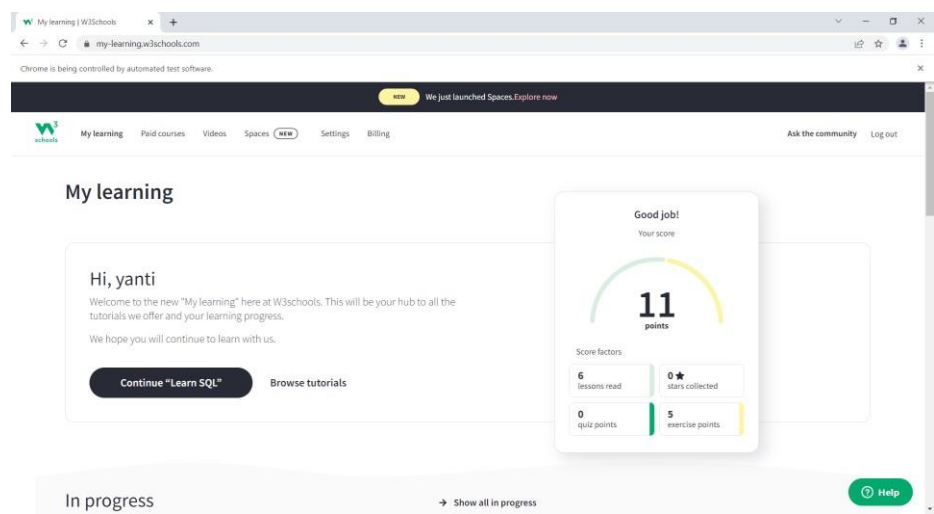 My learning | W3Schools
my-learning.w3schools.com
Chrome is being controlled by automated test software.
NEW We just launched Spaces.Explore now
3
schools
My learning Paid courses Videos Spaces NEW Settings Billing Ask the community Log out
My learning
Hi, yanti
Welcome to the new "My learning" here at W3schools. This will be your hub to all the
tutorials we offer and your learning progress.
We hope you will continue to learn with us.
Continue “Learn SQL” Browse tutorials
Good job!
Your score
11
points
Score factors
6
lessons read
0 ★
stars collected
0
quiz points
5
exercise points
In progress
→ Show all in progress
? Help